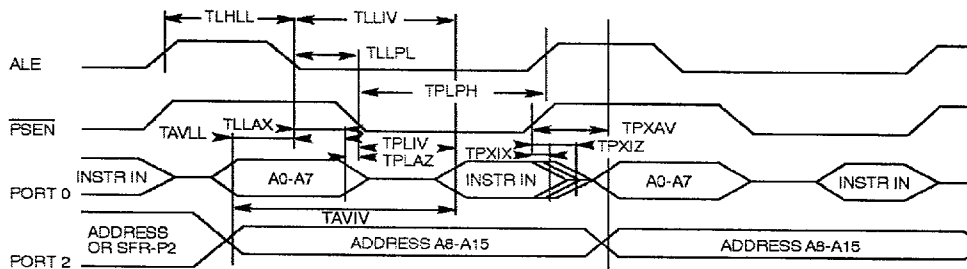 TLHLL
TLLIV
ALE
TLLPL
TPLPH
PSEN
TAVLL
TLLAX
TPLIV
TPLAZ
TPXAV
TPXIX
TPXIZ
PORT 0
INSTR IN
A0-A7
INSTR IN
A0-A7
INSTR IN
TAVIV
PORT 2
ADDRESS
OR SFR-P2
ADDRESS A8-A15
ADDRESS A8-A15